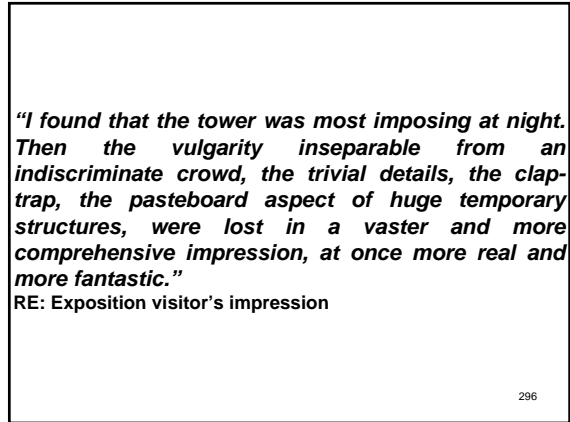 “I found that the tower was most imposing at night.
Then the vulgarity inseparable from an
indiscriminate crowd, the trivial details, the clap-
trap, the pasteboard aspect of huge temporary
structures, were lost in a vaster and more
comprehensive impression, at once more real and
more fantastic.”
RE: Exposition visitor’s impression
296